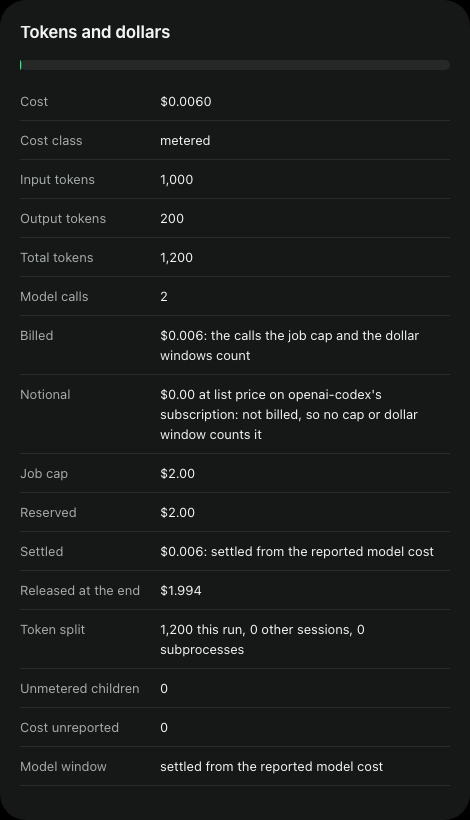 Tokens and dollars
Cost $0.0060
Cost class metered
Input tokens 1,000
Output tokens 200
Total tokens 1,200
Model calls 2
Billed $0.006: the calls the job cap and the dollar
windows count
Notional $0.00 at list price on openai-codex's
subscription: not billed, so no cap or dollar
window counts it
Job cap $2.00
Reserved $2.00
Settled $0.006: settled from the reported model cost
Released at the end $1.994
Token split 1,200 this run, 0 other sessions, 0
subprocesses
Unmetered children 0
Cost unreported 0
Model window settled from the reported model cost